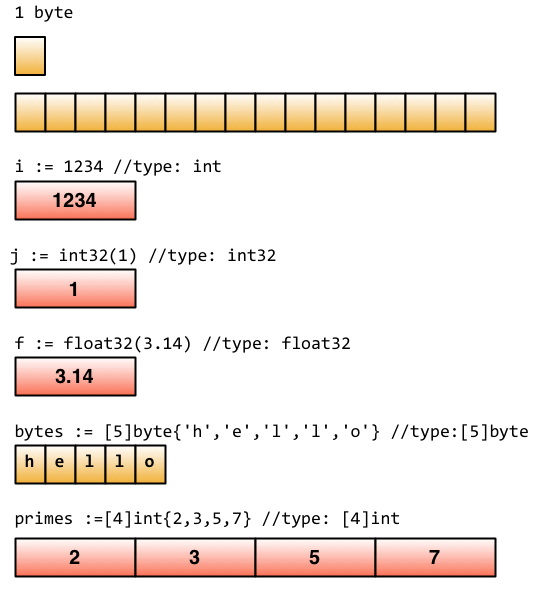 1 byte
i := 1234 //type: int
1234
j := int32(1) //type: int32
1
f := float32(3.14) //type: float32
3.14
bytes := [5]byte{'h','e','l','l','o'} //type:[5]byte
h e l l o
primes :=[4]int{2,3,5,7} //type: [4]int
2 3 5 7